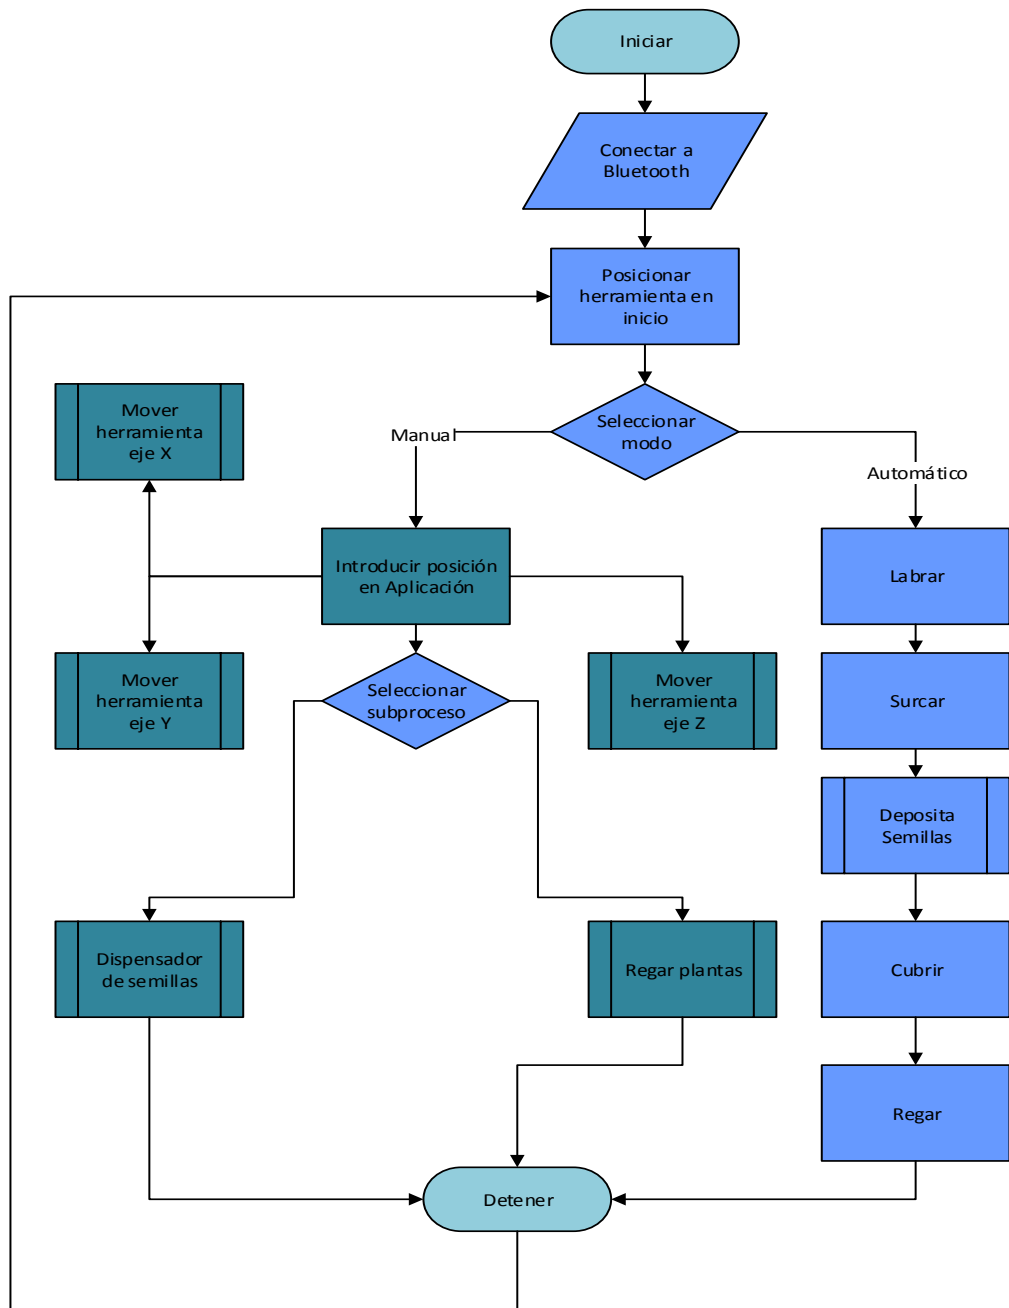 Iniciar
Conectar a
Bluetooth
Posicionar
herramienta en
inicio
Seleccionar
modo
Manual
Automático
Mover
herramienta
eje X
Introducir posición
en Aplicación
Labrar
Mover
herramienta
eje Y
Seleccionar
subproceso
Mover
herramienta
eje Z
Surcar
Deposita
Semillas
Dispensador
de semillas
Regar plantas
Cubrir
Regar
Detener